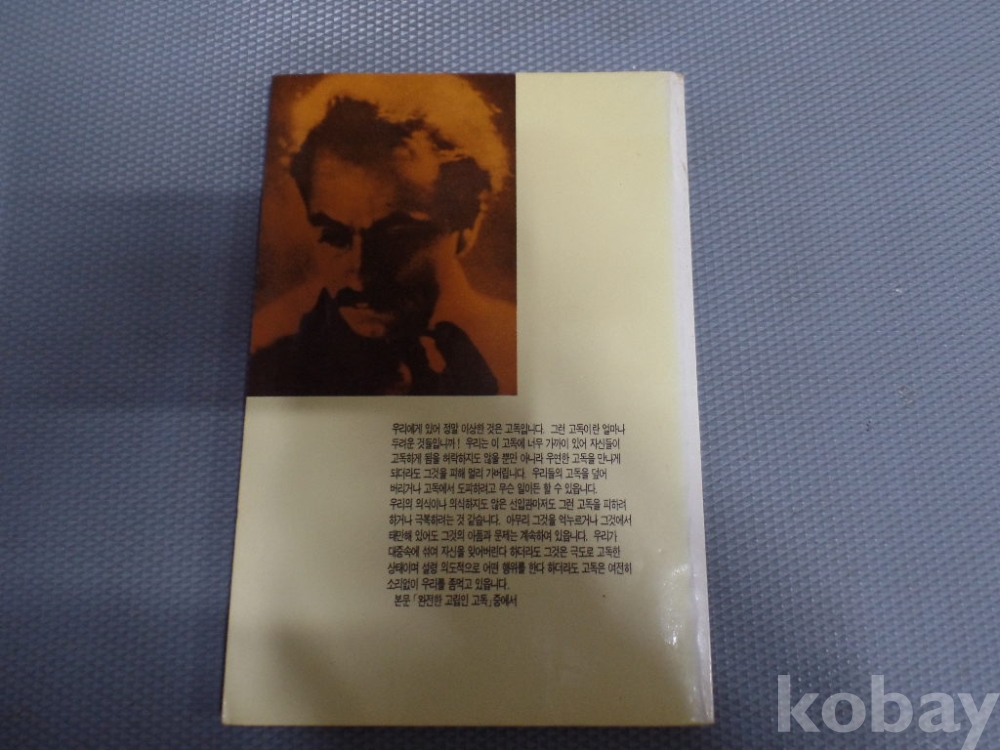 우리에게 있어 정말 이상한 것은 고독입니다. 그런 고독이란 얼마나
두려운 것들입니까! 우리는 이 고독에 너무 가까이 있어 자신들이
고독하게 됨을 허락하지도 않을 뿐만 아니라 우연한 고독을 만나게
되더라도 그것을 피해 멀리 가버립니다. 우리들의 고독을 덮어
버리거나 고독에서 도피하려고 무슨 일이든 할 수 있읍니다.
우리의 의식이나 의식하지도 않은 선입관마저도 그런 고독을 피하려
하거나 극복하려는 것 같습니다. 아무리 그것을 억누르거나 그것에서
태만해 있어도 그것의 아픔과 문제는 계속하여 있읍니다. 우리가
대중속에 섞여 자신을 잊어버린다 하더라도 그것은 극도로 고독한
상태이며 설령 의도적으로 어떤 행위를 한다 하더라도 고독은 여전히
소리없이 우리를 좀먹고 있읍니다.
본문 「완전한 고립인 고독」중에서
kobay